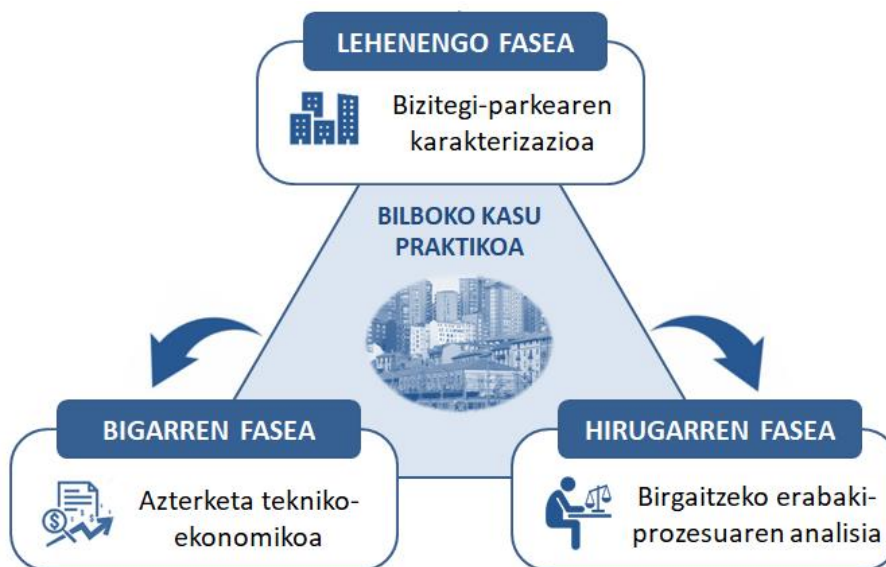 LEHENENGO FASEA
Bizitegi-parkearen
karakterizazioa
BILBOKO KASU
PRAKTIKOA
BIGARREN FASEA
Azterketa tekniko-
ekonomikoa
HIRUGARREN FASEA
Birgaitzeko erabaki-
prozesuaren analisia